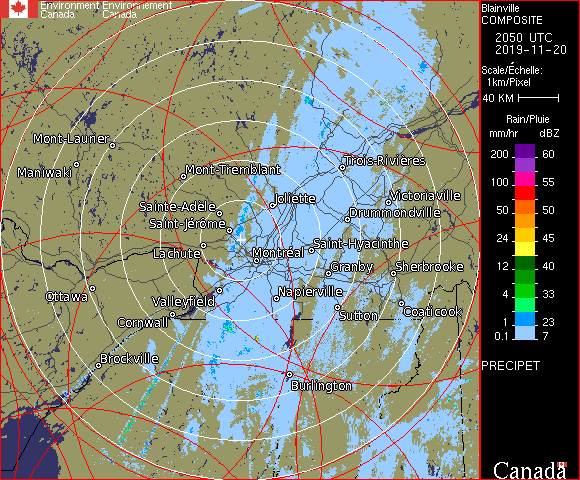 Environment Environnement
Canada Canada
Blainville
COMPOSITE
2050 UTC
2019-11-20
Scale/Échelle:
1km/Pixel
40 KM
Rain/Pluie
mm/hr dBZ
200 60
100 55
50 50
24 45
12 40
4 33
1 23
0.1 7
PRECIPET
Canada
Mont-Laurier
Maniwaki
Mont-Tremblant
Trois-Rivières
Sainte-Adèle
Joliette
Victoriaville
Saint-Jérôme
Drummondville
Lachute
Montréal
Saint-Hyacinthe
Granby
Sherbrooke
Ottawa
Valleyfield
Napierville
Cornwall
Sutton
Coaticook
Brockville
Burlington